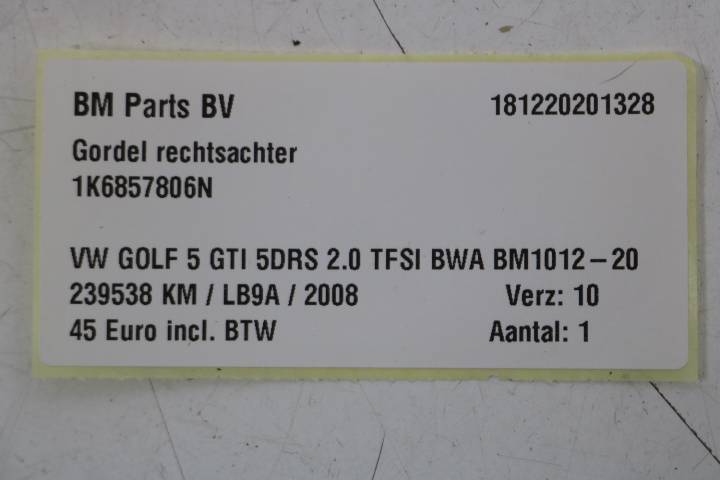 BM Parts BV 181220201328
Gordel rechtsachter
1K6857806N
VW GOLF 5 GTI 5DRS 2.0 TFSI BWA BM1012-20
239538 KM / LB9A / 2008 Verz: 10
45 Euro incl. BTW Aantal: 1